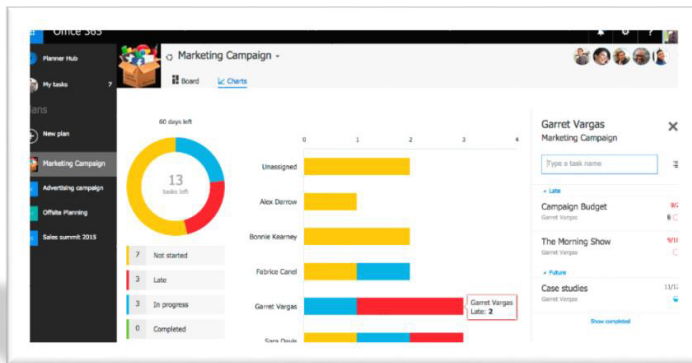 Office 365
Planner Hub
My tasks 7
New plan
Marketing Campaign
Advertising campaign
Offsite Planning
Sales summit 2015
Marketing Campaign
Board Charts
60 days left
13
tasks left
7 Not started
3 Late
3 In progress
0 Completed
0 1 2 3 4
Unassigned
Alex Darrow
Bonnie Kearney
Fabrice Canel
Garret Vargas
Garret Vargas
Late: 2
Sara Davis
Garret Vargas
Marketing Campaign
Type a task name
Late
Campaign Budget
Garret Vargas
The Morning Show
Garret Vargas
Future
Case studies
Garret Vargas
Show completed